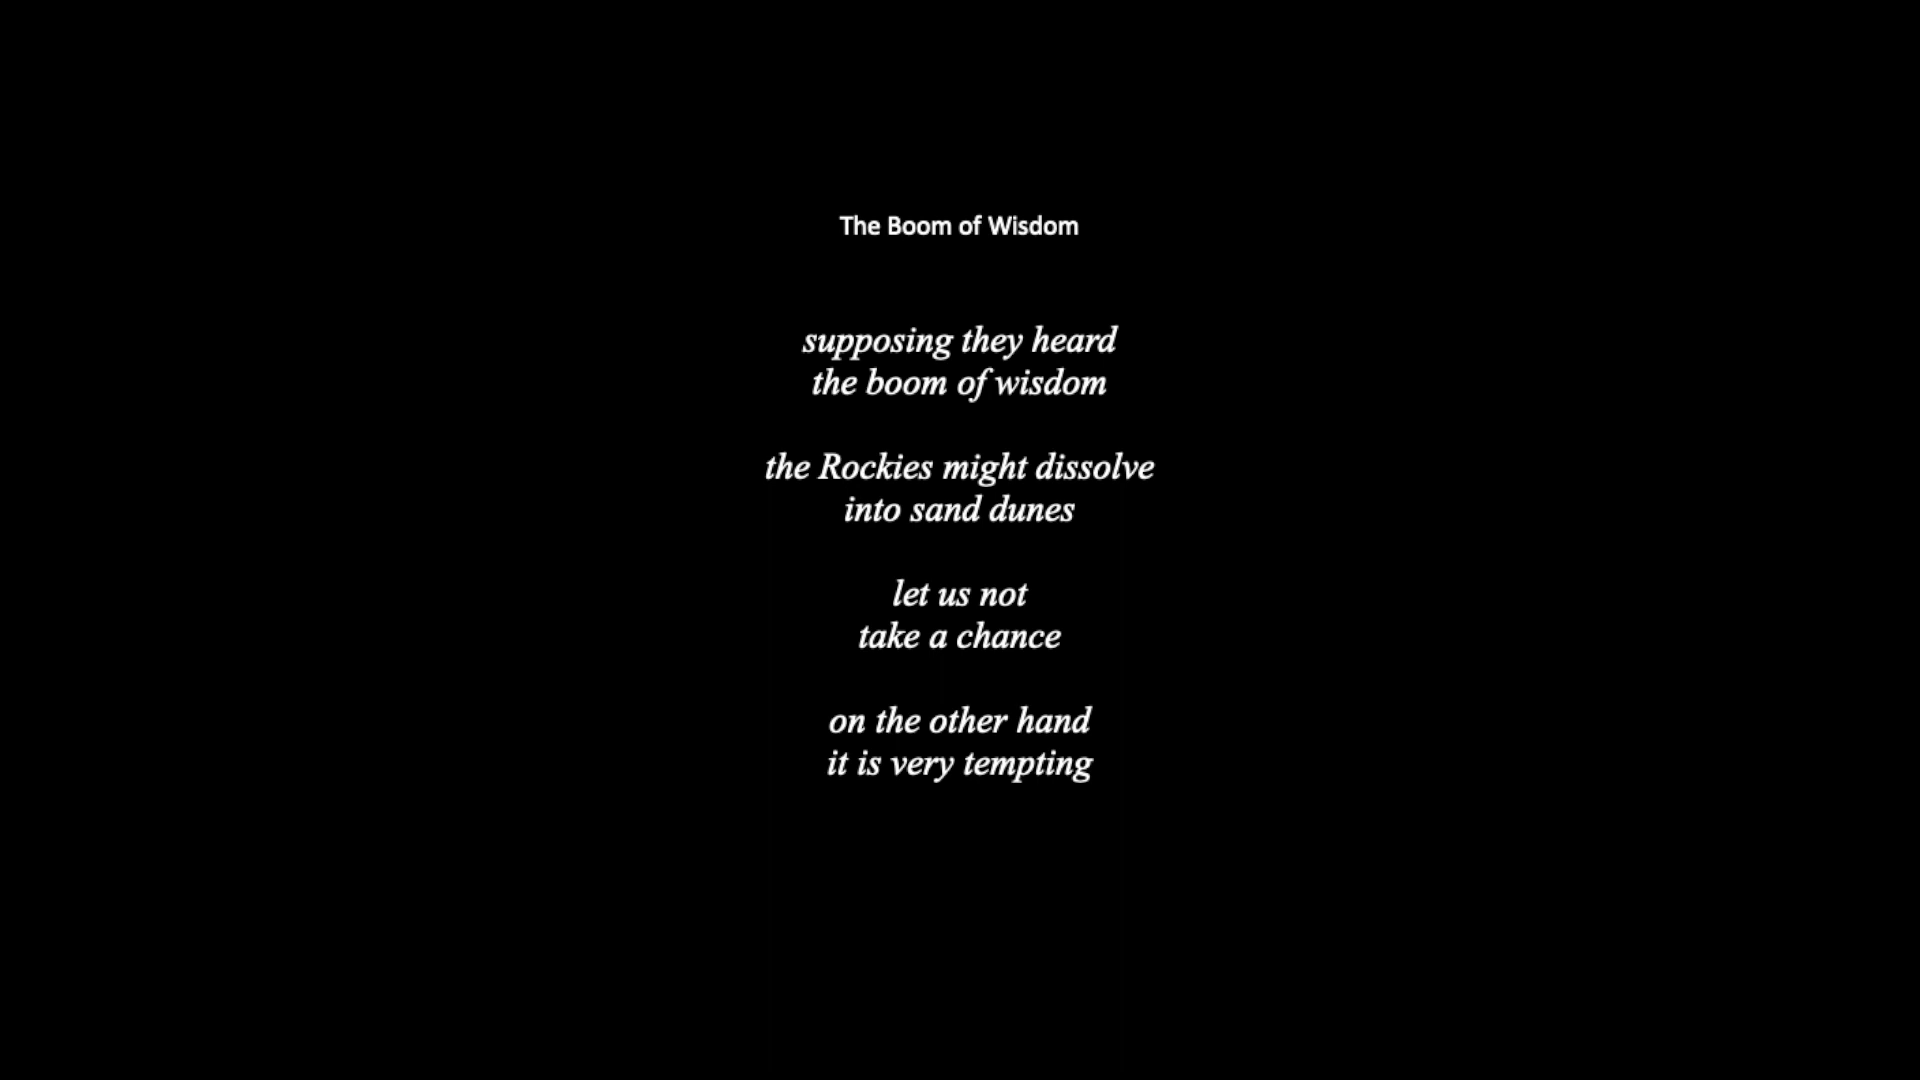 The Boom of Wisdom
supposing they heard
the boom of wisdom
the Rockies might dissolve
into sand dunes
let us not
take a chance
on the other hand
it is very tempting